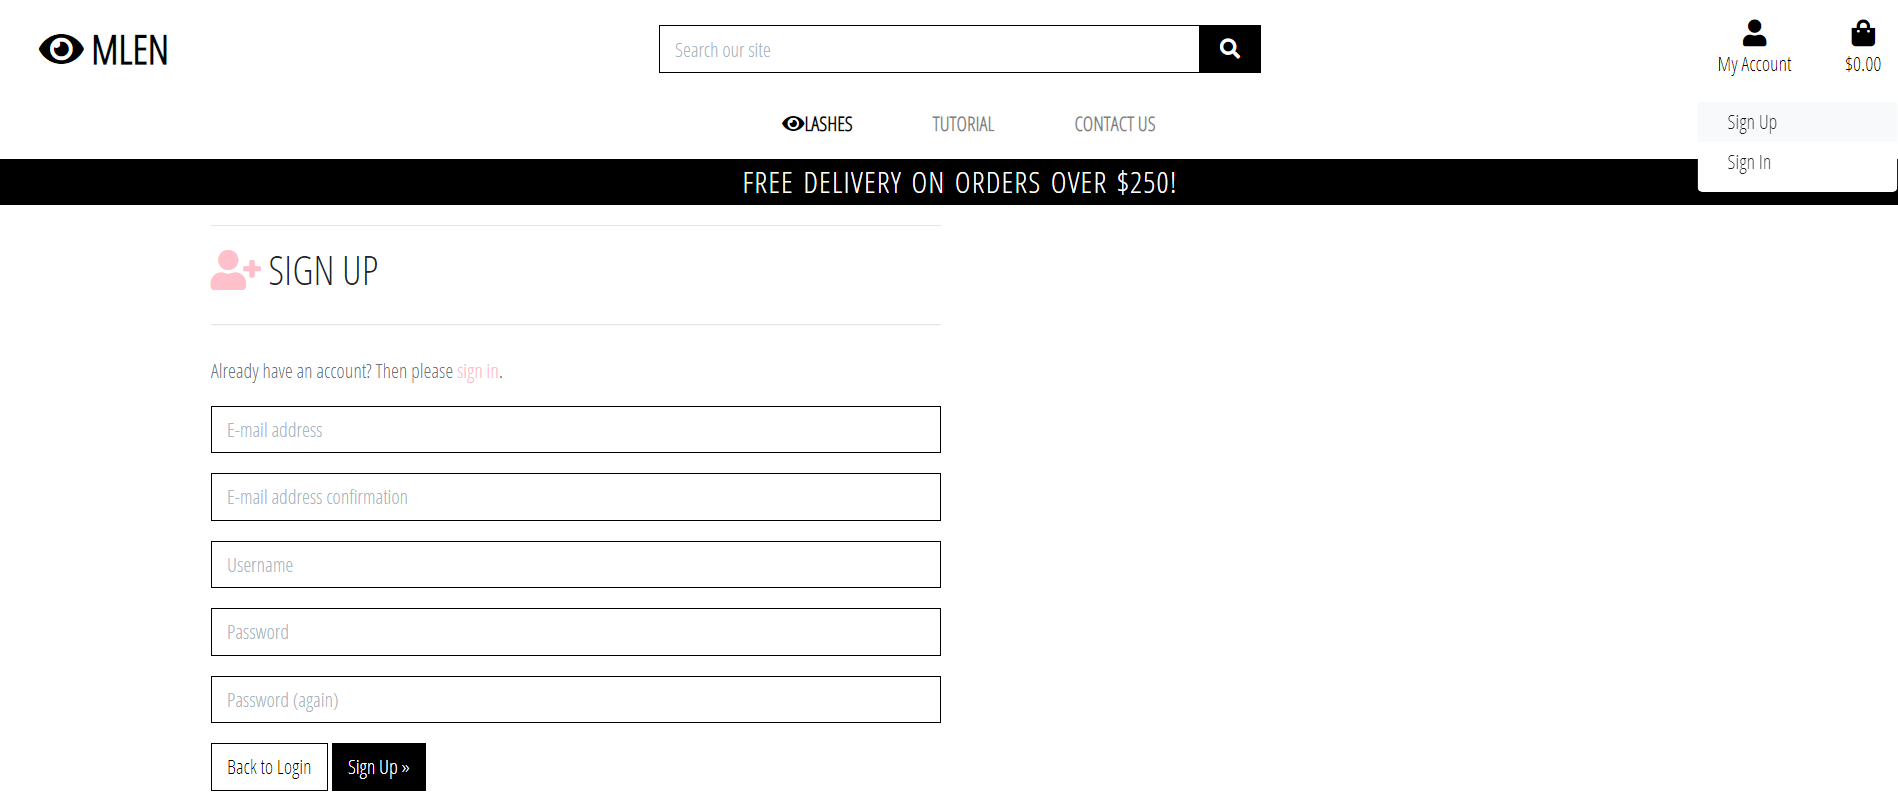 MLEN
Search our site
My Account
$0.00
LASHES
TUTORIAL
CONTACT US
Sign Up
Sign In
FREE DELIVERY ON ORDERS OVER $250!
SIGN UP
Already have an account? Then please sign in.
E-mail address
E-mail address confirmation
Username
Password
Password (again)
Back to Login
Sign Up »